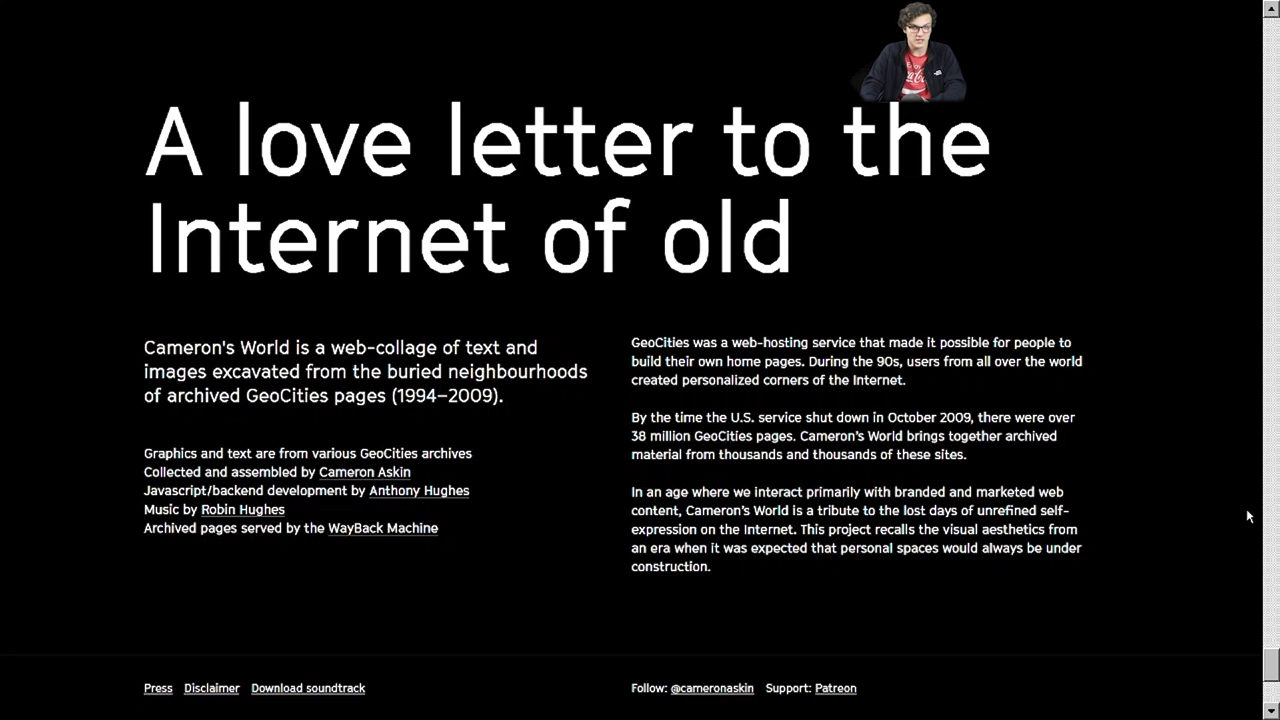 A love letter to the
Internet of old
Cameron's World is a web-collage of text and
images excavated from the buried neighbourhoods
of archived GeoCities pages (1994–2009).
Graphics and text are from various GeoCities archives
Collected and assembled by Cameron Askin
Javascript/backend development by Anthony Hughes
Music by Robin Hughes
Archived pages served by the WayBack Machine
GeoCities was a web-hosting service that made it possible for people to
build their own home pages. During the 90s, users from all over the world
created personalized corners of the Internet.
By the time the U.S. service shut down in October 2009, there were over
38 million GeoCities pages. Cameron's World brings together archived
material from thousands and thousands of these sites.
In an age where we interact primarily with branded and marketed web
content, Cameron's World is a tribute to the lost days of unrefined self-
expression on the Internet. This project recalls the visual aesthetics from
an era when it was expected that personal spaces would always be under
construction.
Press Disclaimer Download soundtrack
Follow: @cameronaskin Support: Patreon